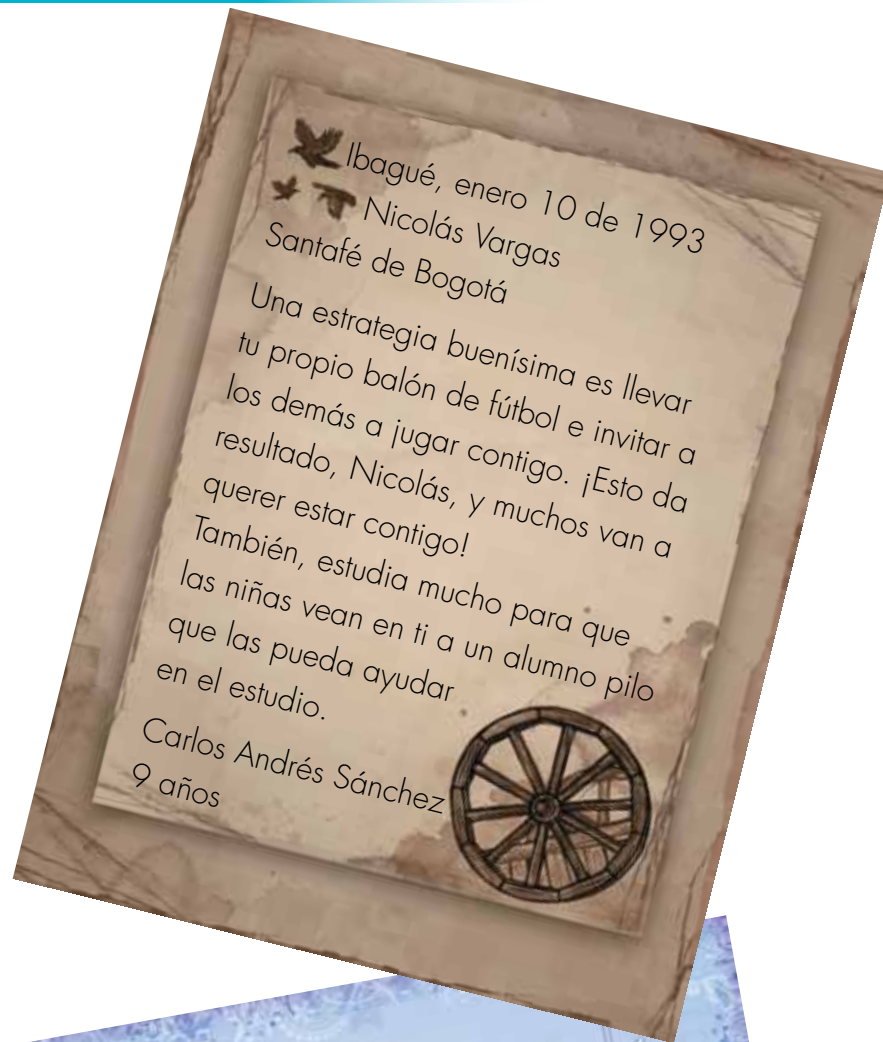 Ibagué, enero 10 de 1993
Nicolás Vargas
Santafé de Bogotá
Una estrategia buenísima es llevar
tu propio balón de fútbol e invitar a
los demás a jugar contigo. ¡Esto da
resultado, Nicolás, y muchos van a
querer estar contigo!
También, estudia mucho para que
las niñas vean en ti a un alumno pilo
que las pueda ayudar
en el estudio.
Carlos Andrés Sánchez
9 años